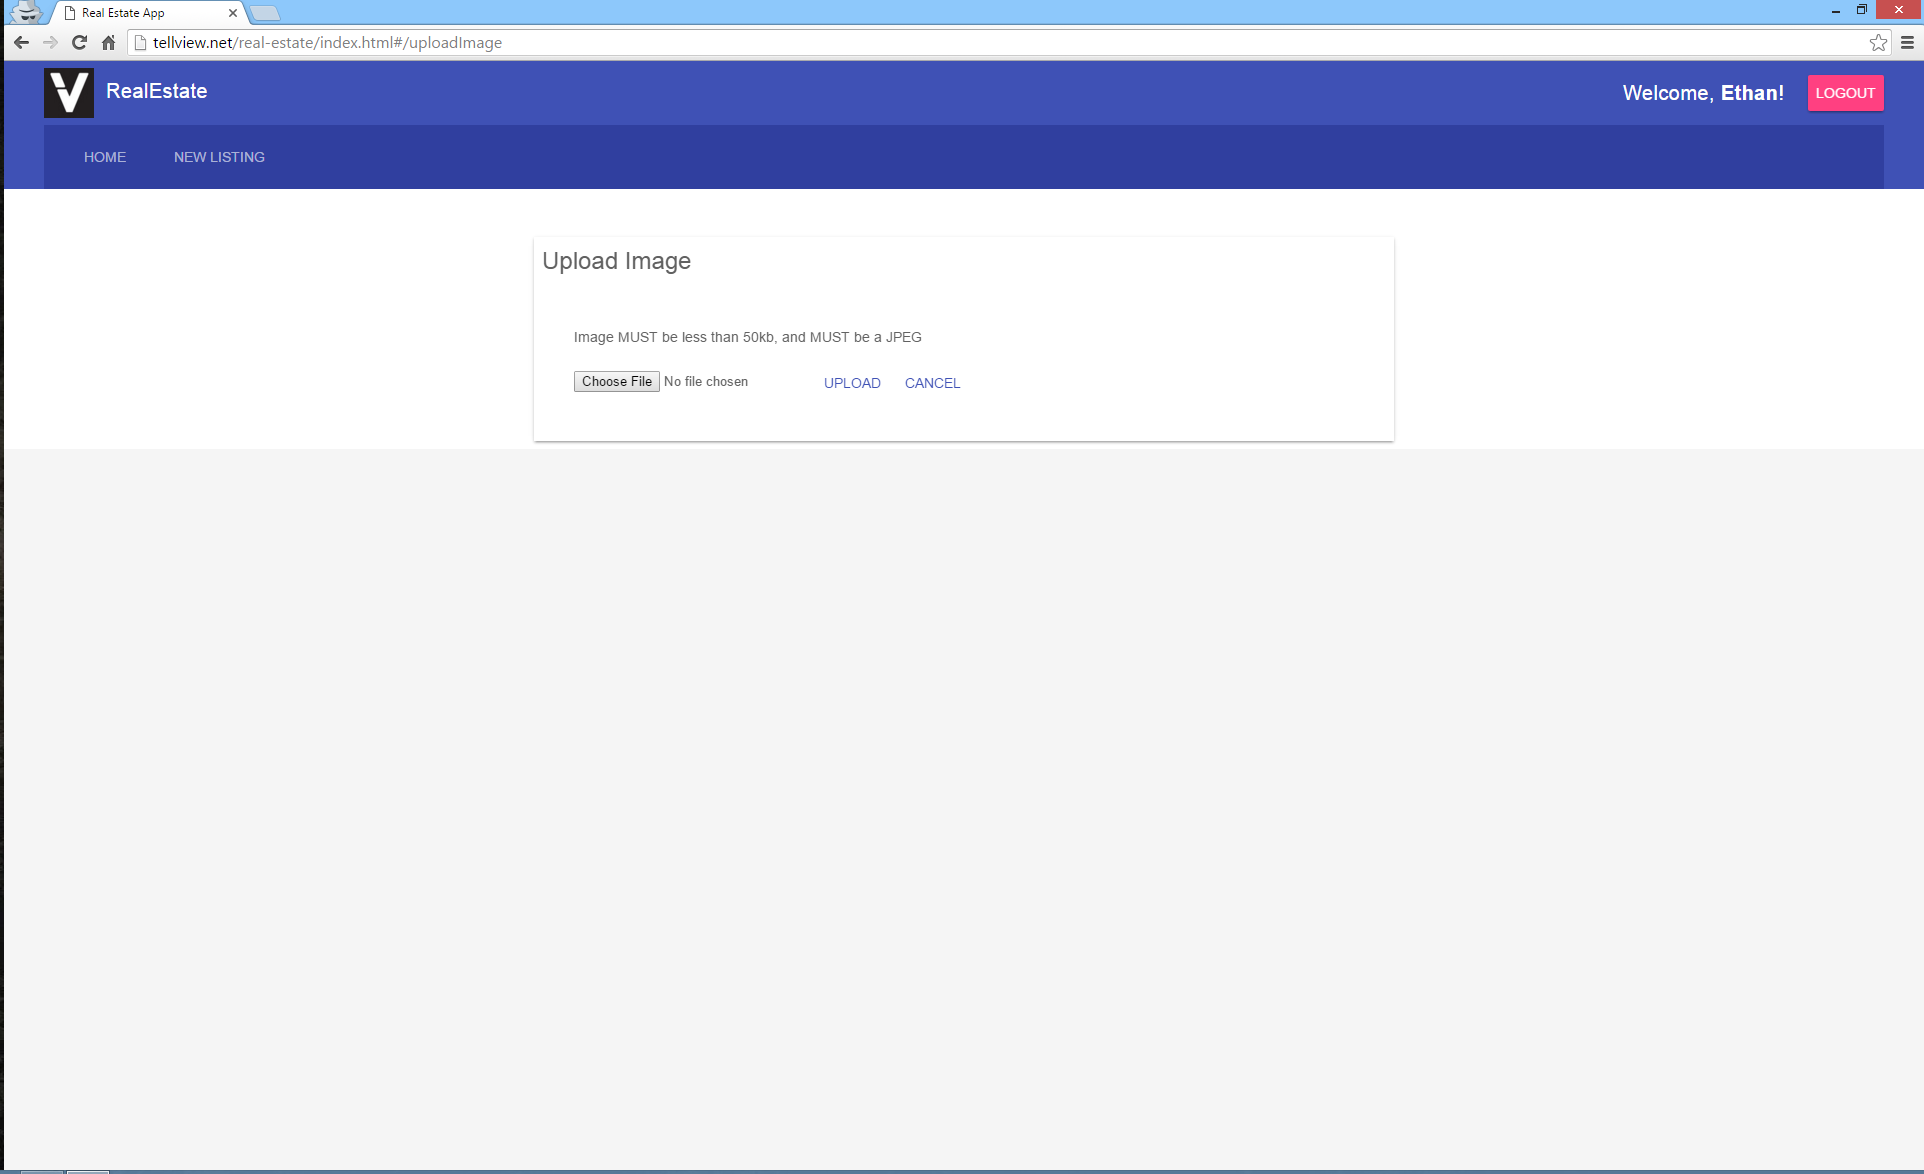 Real Estate App
tellview.net/real-estate/index.html#/uploadImage
RealEstate
Welcome, Ethan!
LOGOUT
HOME
NEW LISTING
Upload Image
Image MUST be less than 50kb, and MUST be a JPEG
Choose File No file chosen
UPLOAD
CANCEL